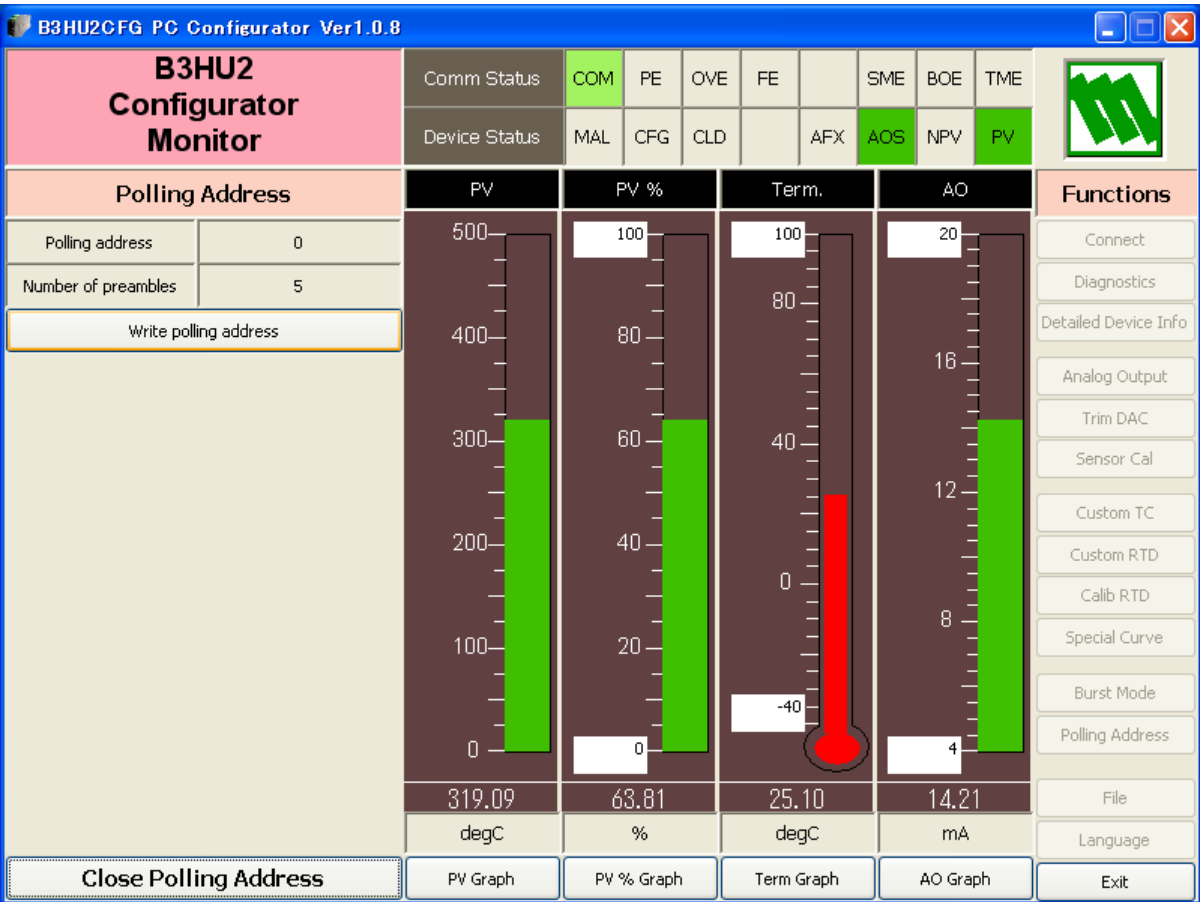 B3HU2CFG PC Configurator Ver1.0.8
B3HU2
Configurator
Monitor
Comm Status COM PE OVE FE SME BOE TME
Device Status MAL CFG CLD AFX AOS NPV PV
Polling Address
Polling address 0
Number of preambles 5
Write polling address
Close Polling Address
PV
500
400
300
200
100
0
319.09
degC
PV Graph
PV %
100
80
60
40
20
0
63.81
%
PV % Graph
Term.
100
80
40
0
-40
25.10
degC
Term Graph
AO
20
16
12
8
4
14.21
mA
AO Graph
Functions
Connect
Diagnostics
Detailed Device Info
Analog Output
Trim DAC
Sensor Cal
Custom TC
Custom RTD
Calib RTD
Special Curve
Burst Mode
Polling Address
File
Language
Exit